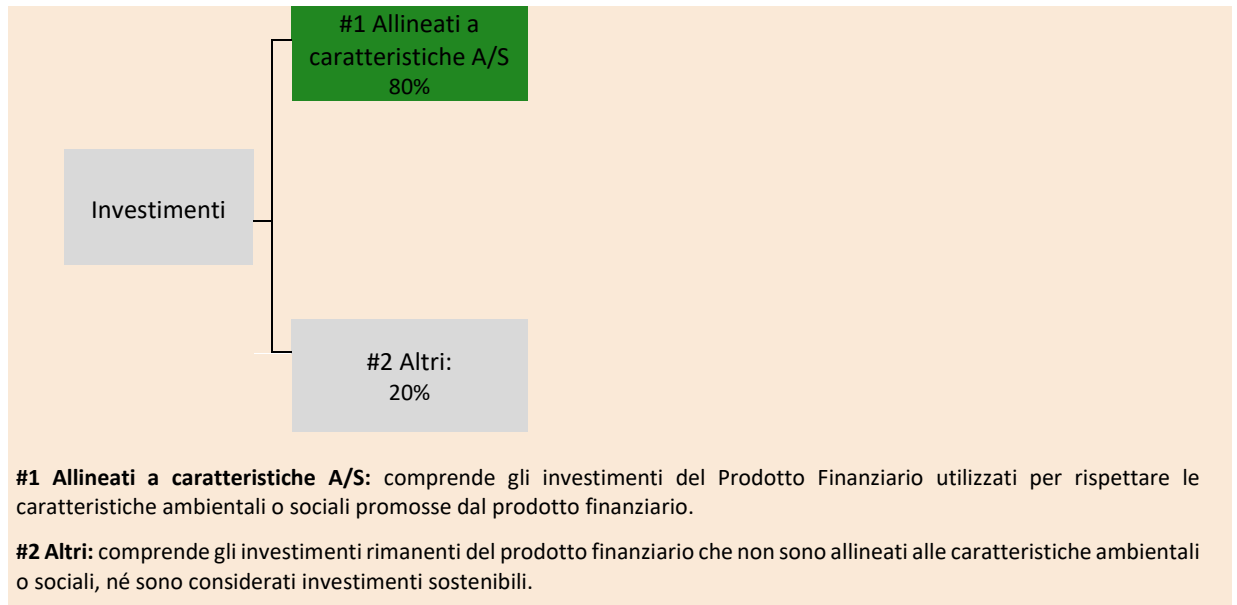 #1 Allineati a
caratteristiche A/S
80%
Investimenti
#2 Altri:
20%
#1 Allineati a caratteristiche A/S: comprende gli investimenti del Prodotto Finanziario utilizzati per rispettare le
caratteristiche ambientali o sociali promosse dal prodotto finanziario.
#2 Altri: comprende gli investimenti rimanenti del prodotto finanziario che non sono allineati alle caratteristiche ambientali
o sociali, né sono considerati investimenti sostenibili.